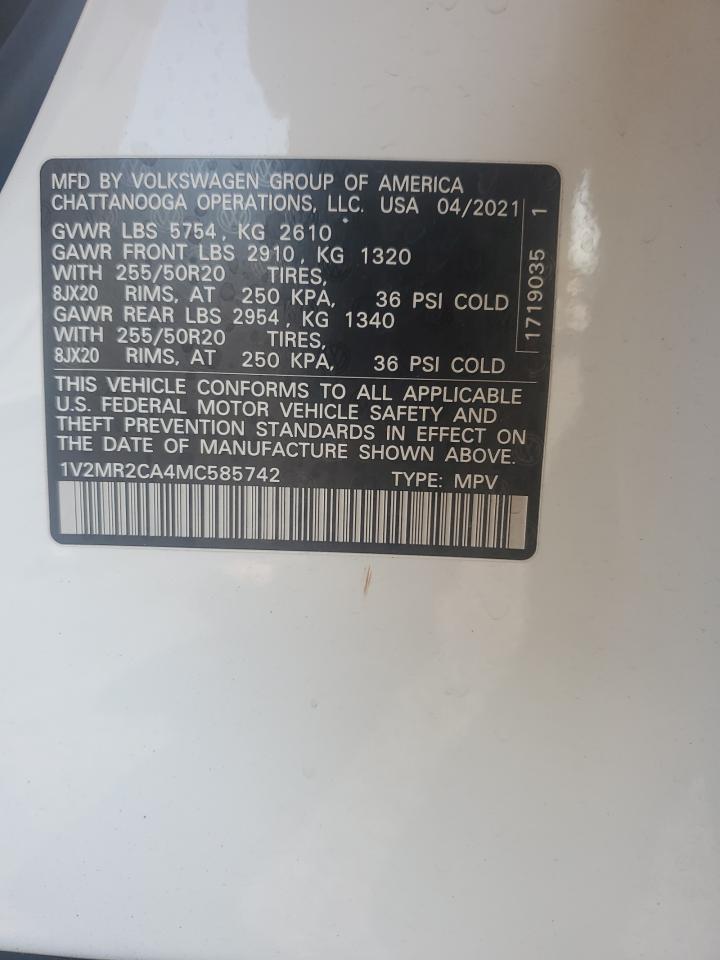 MFD BY VOLKSWAGEN GROUP OF AMERICA
CHATTANOOGA OPERATIONS, LLC. USA 04/2021
GVWR LBS 5754, KG 2610
GAWR FRONT LBS 2910, KG 1320
WITH 255/50R20 TIRES,
8JX20 RIMS, AT 250 KPA, 36 PSI COLD
GAWR REAR LBS 2954, KG 1340
WITH 255/50R20 TIRES,
8JX20 RIMS, AT 250 KPA, 36 PSI COLD
THIS VEHICLE CONFORMS TO ALL APPLICABLE
U.S. FEDERAL MOTOR VEHICLE SAFETY AND
THEFT PREVENTION STANDARDS IN EFFECT ON
THE DATE OF MANUFACTURE SHOWN ABOVE.
1V2MR2CA4MC585742 TYPE: MPV
1719035 1